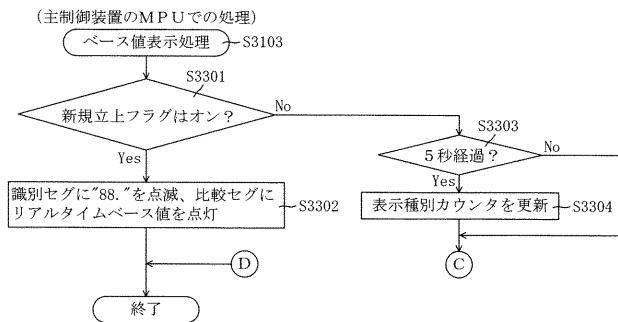 (主制御装置のMPUでの処理)
ベース値表示処理
S3103
S3301
新規立上フラグはオン？
No
Yes
S3303
5秒経過？
No
Yes
識別セグに"88."を点滅、比較セグに
リアルタイムベース値を点灯
S3302
表示種別カウンタを更新
S3304
D
C
終了